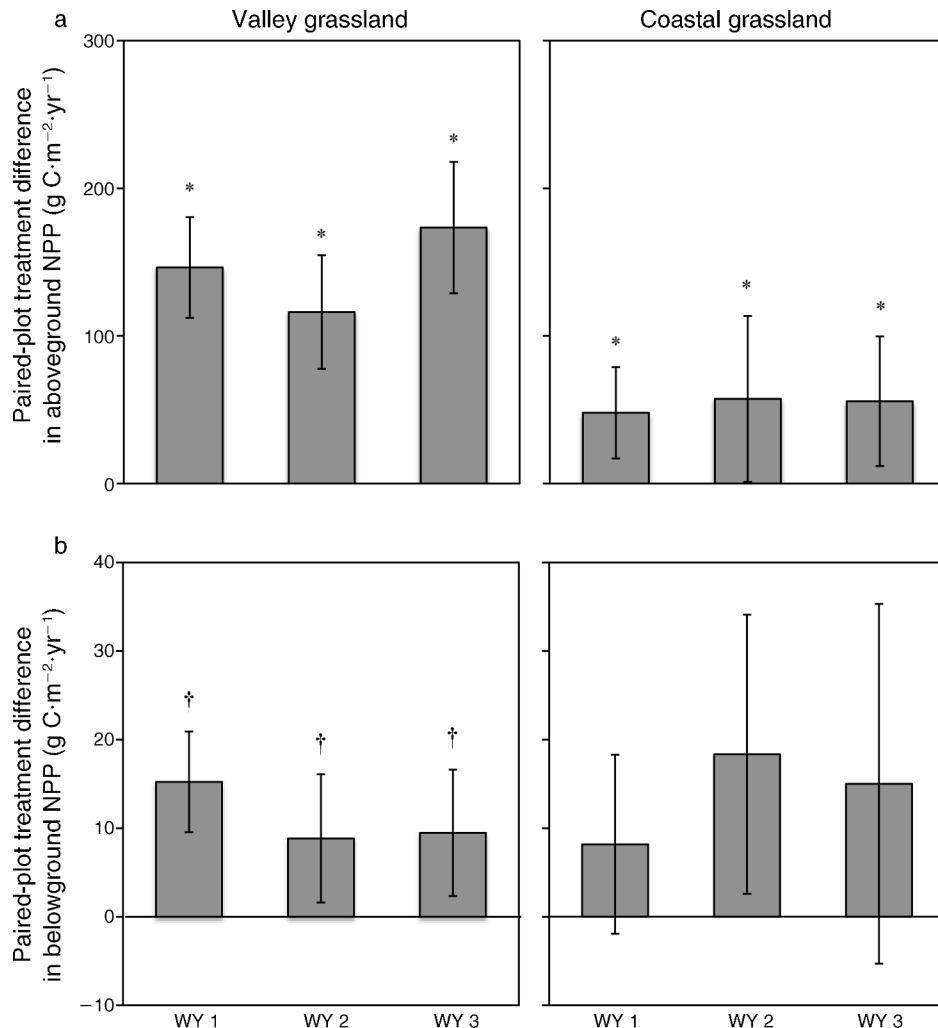 a
Valley grassland
Coastal grassland
Paired-plot treatment difference
in aboveground NPP (g C·m−2·yr−1)
300
200
100
0
*
*
*
*
*
*
b
Paired-plot treatment difference
in belowground NPP (g C·m−2·yr−1)
40
30
20
10
0
−10
†
†
†
WY 1
WY 2
WY 3
WY 1
WY 2
WY 3